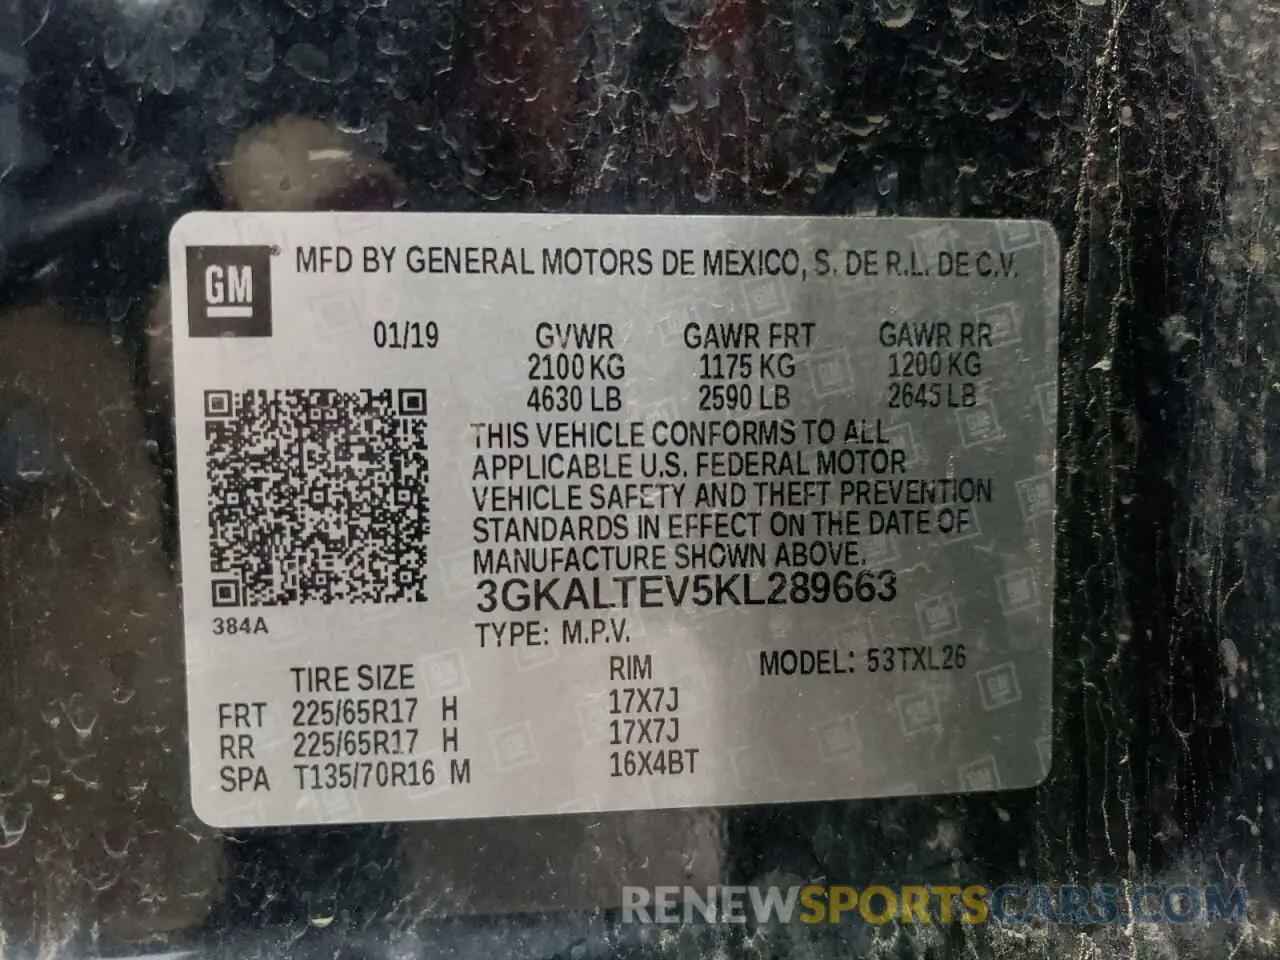 GM ® MFD BY GENERAL MOTORS DE MEXICO, S. DE R.L. DE C.V.
01/19 GVWR GAWR FRT GAWR RR
2100 KG 1175 KG 1200 KG
4630 LB 2590 LB 2645 LB
THIS VEHICLE CONFORMS TO ALL
APPLICABLE U.S. FEDERAL MOTOR
VEHICLE SAFETY AND THEFT PREVENTION
STANDARDS IN EFFECT ON THE DATE OF
MANUFACTURE SHOWN ABOVE.
3GKALTEV5KL289663
384A
TYPE: M.P.V.
TIRE SIZE RIM MODEL: 53TXL26
FRT 225/65R17 H 17X7J
RR 225/65R17 H 17X7J
SPA T135/70R16 M 16X4BT
RENEWSPORTSCARS.COM